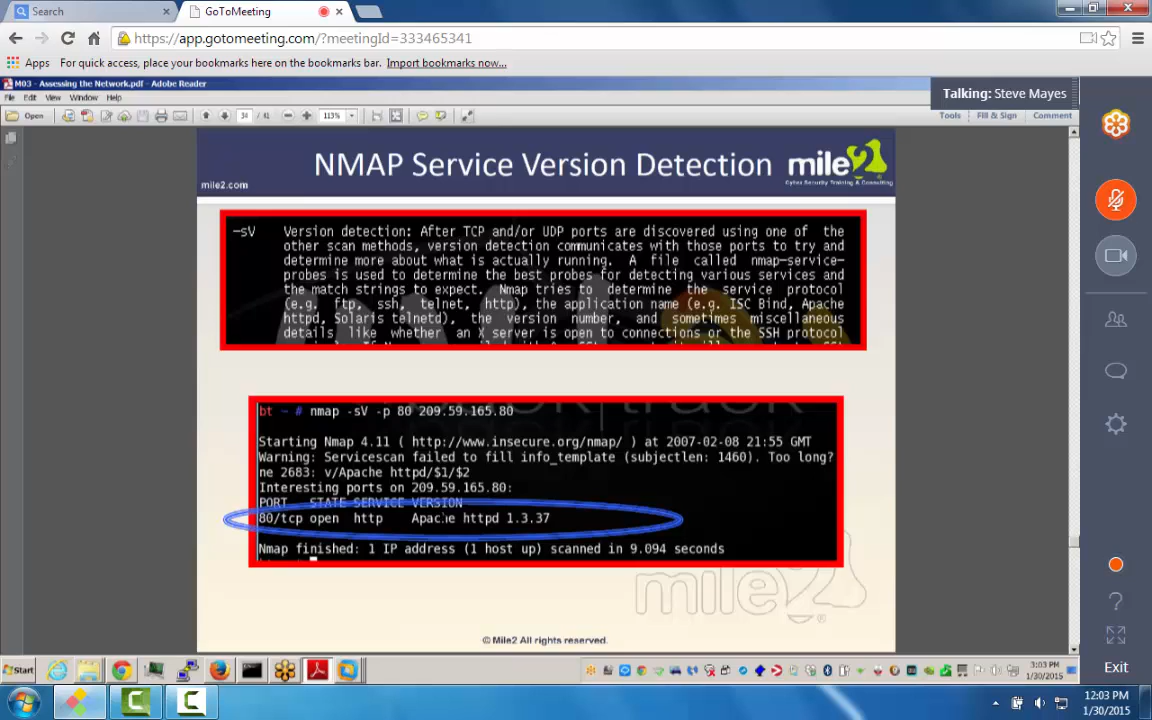 Search
GoToMeeting
https://app.gotomeeting.com/?meetingId=333465341
Apps For quick access, place your bookmarks here on the bookmarks bar. Import bookmarks now...
M03 - Assessing the Network.pdf - Adobe Reader
Talking: Steve Mayes
File Edit View Window Help
Open 34 / 41 113% Tools Fill & Sign Comment
NMAP Service Version Detection
mile2
Cyber Security Training & Consulting
mile2.com
-sV Version detection: After TCP and/or UDP ports are discovered using one of the
other scan methods, version detection communicates with those ports to try and
determine more about what is actually running. A file called nmap-service-
probes is used to determine the best probes for detecting various services and
the match strings to expect. Nmap tries to determine the service protocol
(e.g. ftp, ssh, telnet, http), the application name (e.g. ISC Bind, Apache
httpd, Solaris telnetd), the version number, and sometimes miscellaneous
details like whether an X server is open to connections or the SSH protocol
bt ~ # nmap -sV -p 80 209.59.165.80
Starting Nmap 4.11 ( http://www.insecure.org/nmap/ ) at 2007-02-08 21:55 GMT
Warning: Servicescan failed to fill info_template (subjectlen: 1460). Too long?
ne 2683: v/Apache httpd/$1/$2
Interesting ports on 209.59.165.80:
PORT STATE SERVICE VERSION
80/tcp open http Apache httpd 1.3.37
Nmap finished: 1 IP address (1 host up) scanned in 9.094 seconds
mile2
© Mile2 All rights reserved.
Start
3:03 PM
1/30/2015
Exit
12:03 PM
1/30/2015